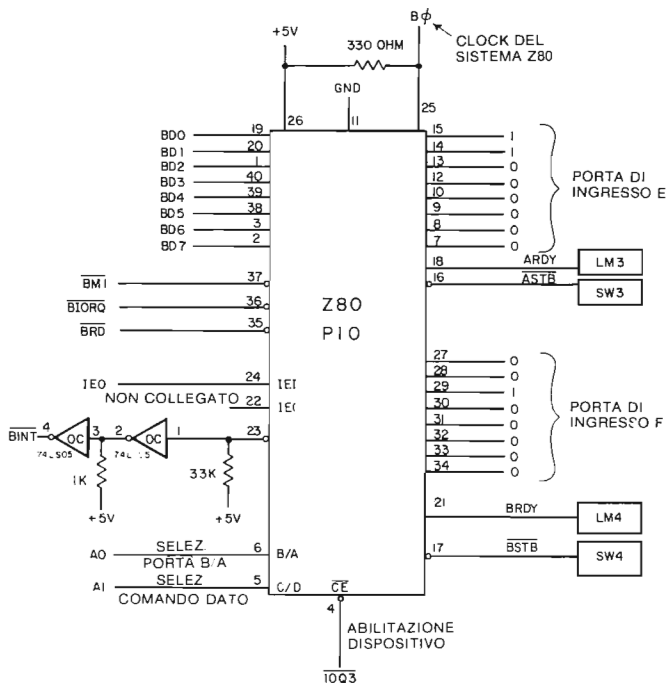 +5V
330 OHM
Bϕ
CLOCK DEL
SISTEMA Z80
GND
26
11
25
BD0 19
BD1 20
BD2 1
BD3 40
BD4 39
BD5 38
BD6 3
BD7 2
15 1
14 1
13 0
12 0
10 0
9 0
8 0
7 0
PORTA DI
INGRESSO E
18 ARDY LM3
16 ASTB SW3
BM1 37
BIORQ 36
BRD 35
Z80
PIO
IEO 24 IEI
NON COLLEGATO
22 IE(
BINT 4 OC 3 2 OC 1 23
74LS05
1K
+5V
33K
+5V
27 0
28 0
29 1
30 0
31 0
32 0
33 0
34 0
PORTA DI
INGRESSO F
21 BRDY LM4
17 BSTB SW4
A0 SELEZ. 6 B/A
PORTA B/A
A1 SELEZ 5 C/D
COMANDO DATO
CE
4
ABILITAZIONE
DISPOSITIVO
IOQ3